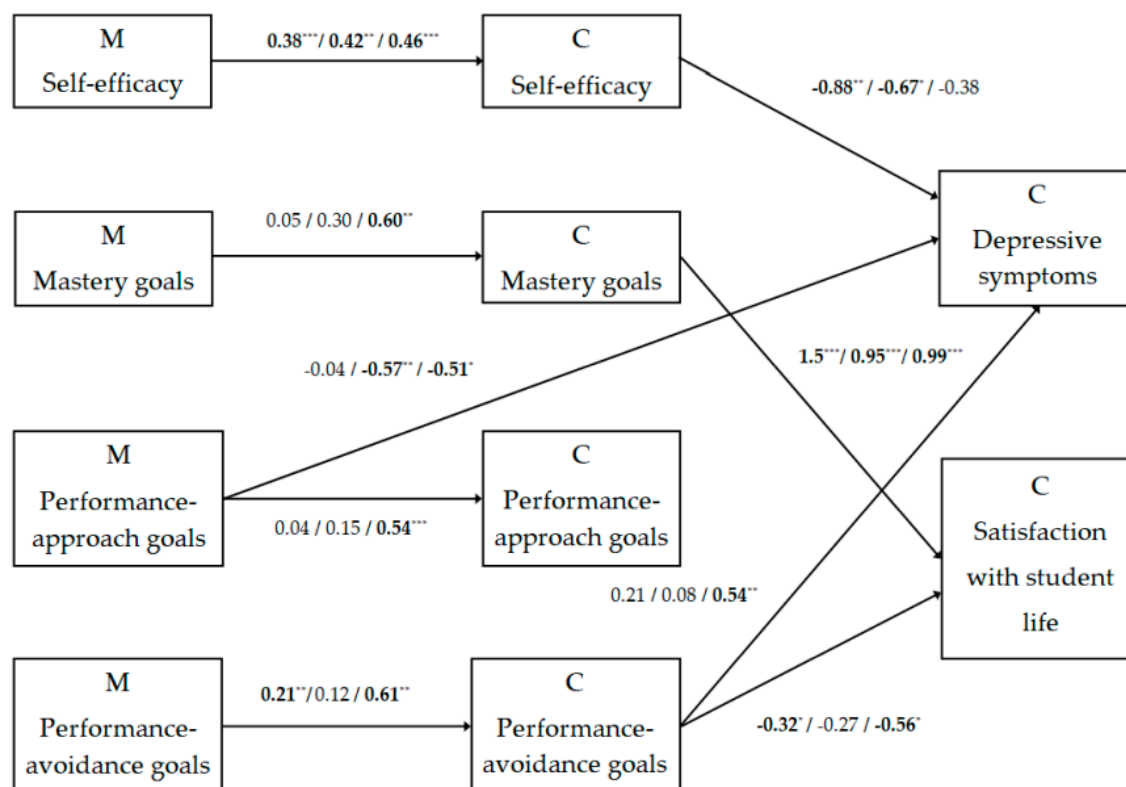 M
Self-efficacy
0.38***/ 0.42**/ 0.46***
C
Self-efficacy
-0.88**/ -0.67*/ -0.38
M
Mastery goals
0.05 / 0.30 / 0.60**
C
Mastery goals
C
Depressive
symptoms
-0.04 / -0.57**/ -0.51*
1.5***/ 0.95***/ 0.99***
M
Performance-
approach goals
0.04 / 0.15 / 0.54***
C
Performance-
approach goals
C
Satisfaction
with student
life
0.21 / 0.08 / 0.54**
M
Performance-
avoidance goals
0.21**/0.12 / 0.61**
C
Performance-
avoidance goals
-0.32*/ -0.27 / -0.56*